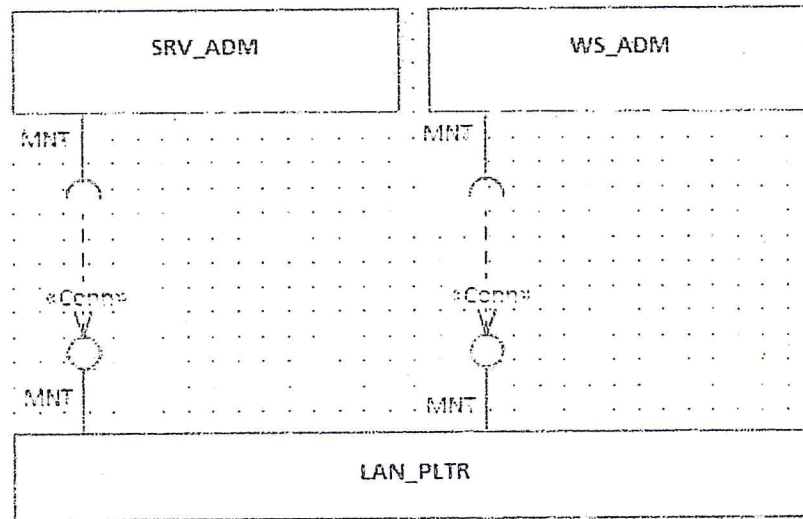 SRV_ADM
WS_ADM
MNT
MNT
«Conn»
«Conn»
MNT
MNT
LAN_PLTR